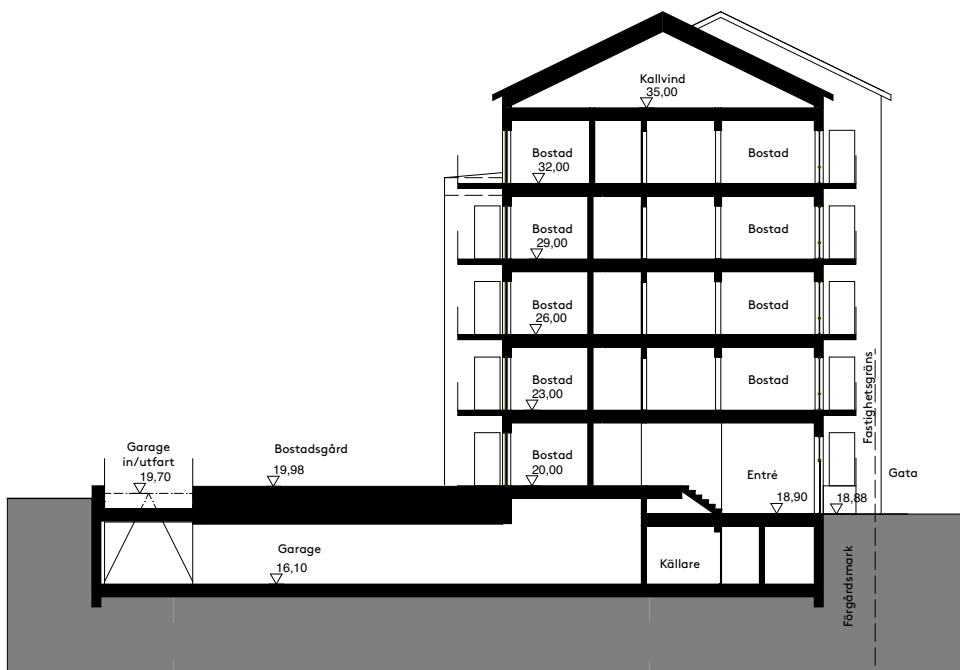 Kallvind
35,00
Bostad
32,00
Bostad
Bostad
29,00
Bostad
Bostad
26,00
Bostad
Bostad
23,00
Bostad
Fastighetsgräns
Garage
in/utfart
19,70
Bostadsgård
19,98
Bostad
20,00
Entré
18,90
18,88
Gata
Garage
16,10
Källare
Förgårdsmark